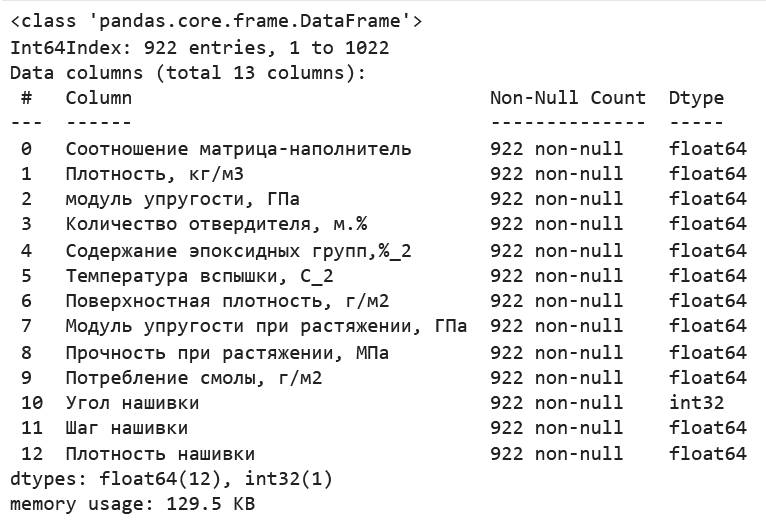 <class 'pandas.core.frame.DataFrame'>
Int64Index: 922 entries, 1 to 1022
Data columns (total 13 columns):
 #   Column                                Non-Null Count  Dtype
---  ------                                --------------  -----
 0   Соотношение матрица-наполнитель       922 non-null    float64
 1   Плотность, кг/м3                      922 non-null    float64
 2   модуль упругости, ГПа                 922 non-null    float64
 3   Количество отвердителя, м.%           922 non-null    float64
 4   Содержание эпоксидных групп,%_2       922 non-null    float64
 5   Температура вспышки, С_2              922 non-null    float64
 6   Поверхностная плотность, г/м2         922 non-null    float64
 7   Модуль упругости при растяжении, ГПа  922 non-null    float64
 8   Прочность при растяжении, МПа         922 non-null    float64
 9   Потребление смолы, г/м2               922 non-null    float64
 10  Угол нашивки                          922 non-null    int32
 11  Шаг нашивки                           922 non-null    float64
 12  Плотность нашивки                     922 non-null    float64
dtypes: float64(12), int32(1)
memory usage: 129.5 KB